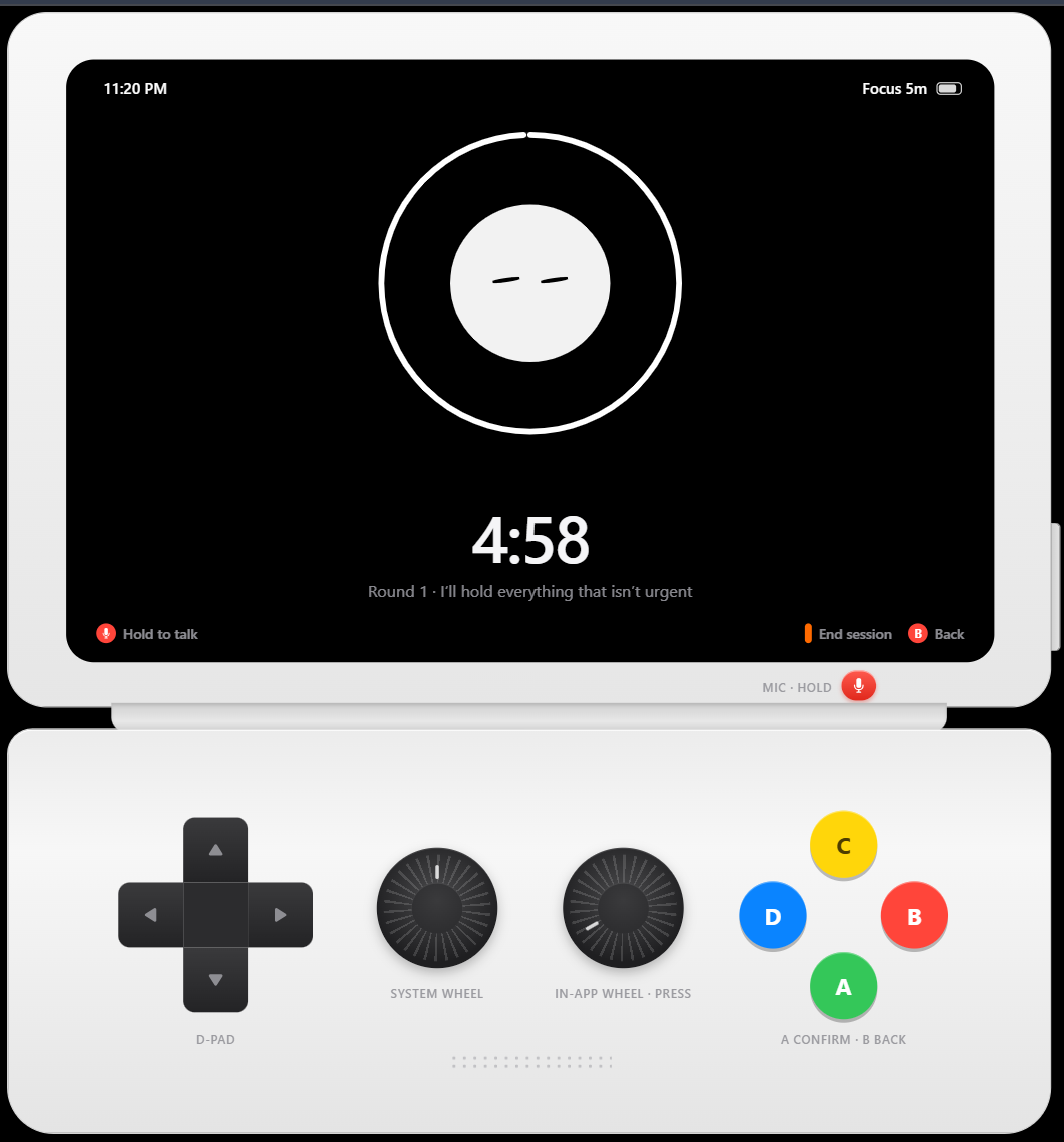 11:20 PM
Focus 5m
4:58
Round 1 · I’ll hold everything that isn’t urgent
Hold to talk
End session
B Back
MIC · HOLD
C
D
B
A
SYSTEM WHEEL
IN-APP WHEEL · PRESS
D-PAD
A CONFIRM · B BACK